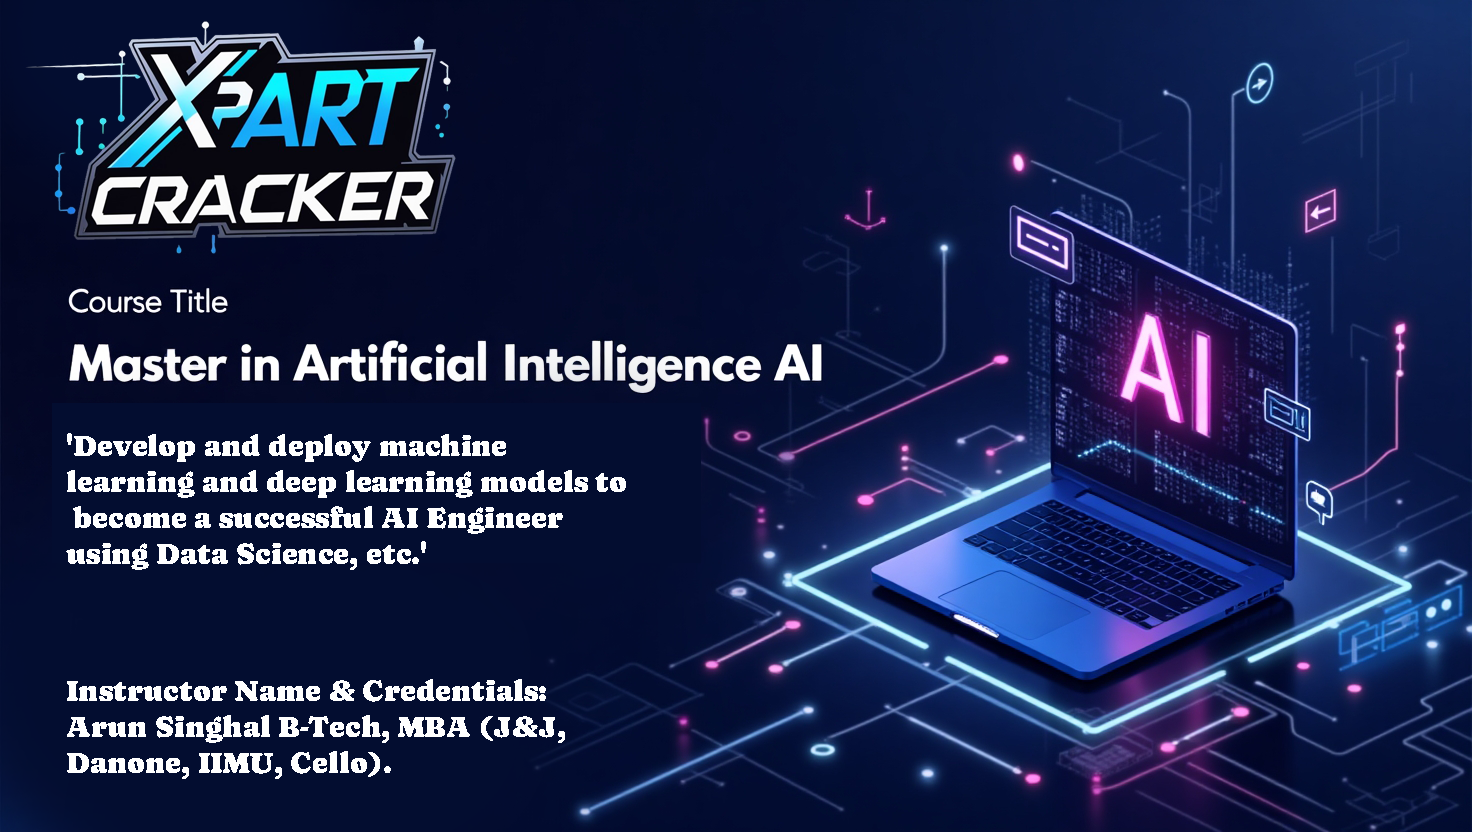 XPART
CRACKER
Course Title
Master in Artificial Intelligence AI
'Develop and deploy machine
learning and deep learning models to
become a successful AI Engineer
using Data Science, etc.'
AI
Instructor Name & Credentials:
Arun Singhal B-Tech, MBA (J&J,
Danone, IIMU, Cello).